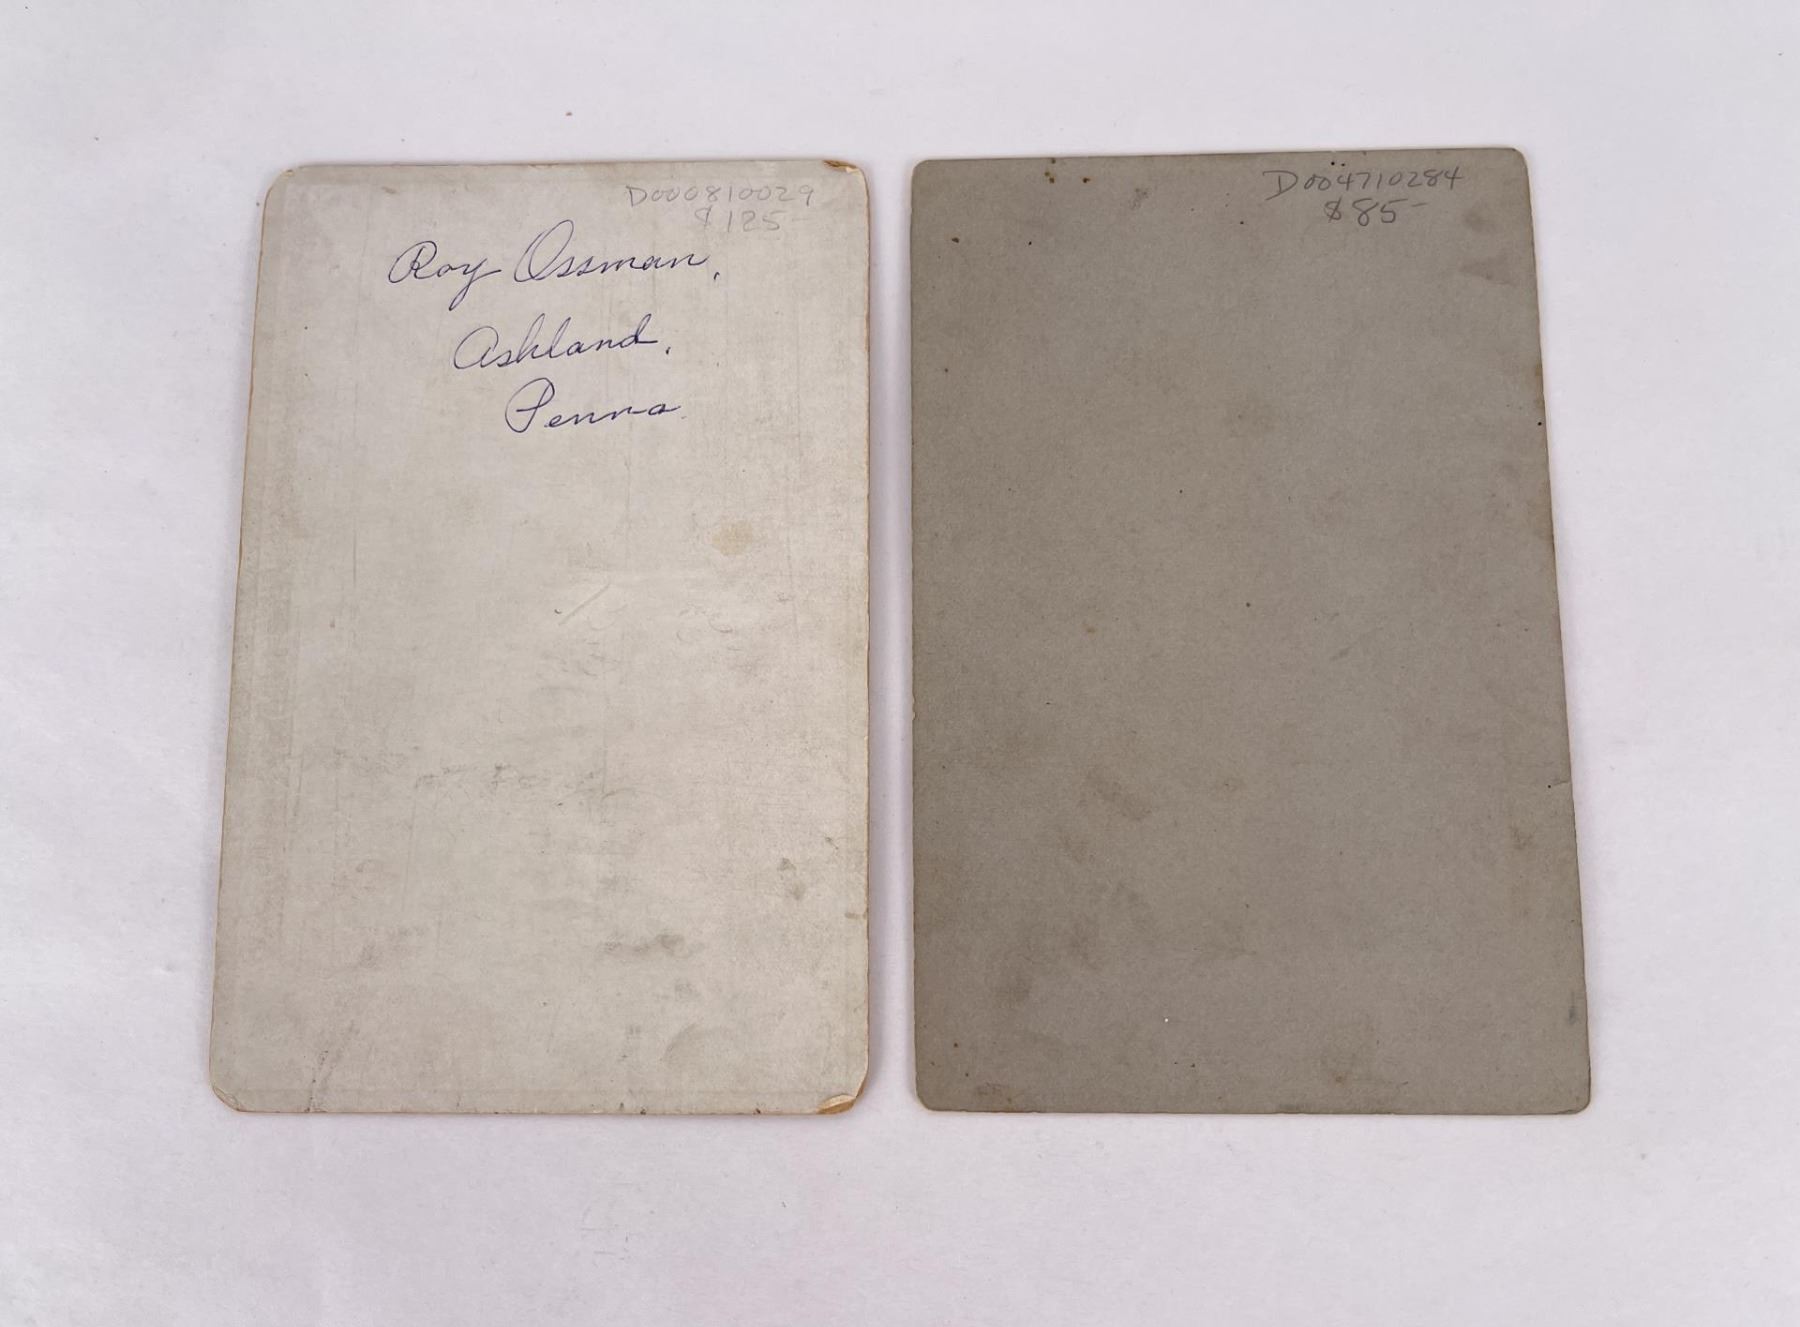 D000810029
$125-
Roy Ossman,
Ashland,
Penna.
D004710284
$85-